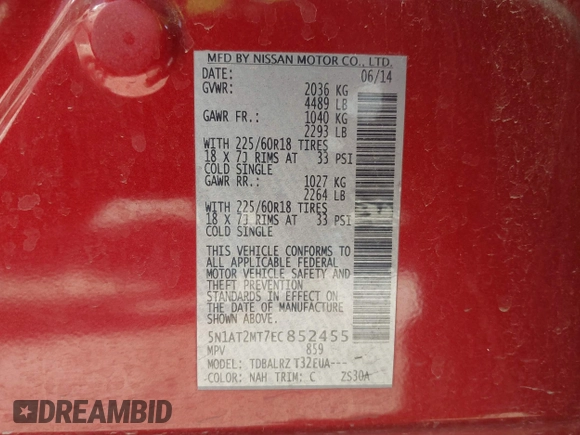 MFD BY NISSAN MOTOR CO., LTD.
DATE: 06/14
GVWR: 2036 KG
4489 LB
GAWR FR.: 1040 KG
2293 LB
WITH 225/60R18 TIRES
18 X 7J RIMS AT 33 PSI
COLD SINGLE
GAWR RR.: 1027 KG
2264 LB
WITH 225/60R18 TIRES
18 X 7J RIMS AT 33 PSI
COLD SINGLE
THIS VEHICLE CONFORMS TO
ALL APPLICABLE FEDERAL
MOTOR VEHICLE SAFETY AND
THEFT PREVENTION
STANDARDS IN EFFECT ON
THE DATE OF MANUFACTURE
SHOWN ABOVE.
5N1AT2MT7EC852455
MPV 859
MODEL: TDBALRZ T32EUA---
COLOR: NAH TRIM: C ZS30A
DREAMBID